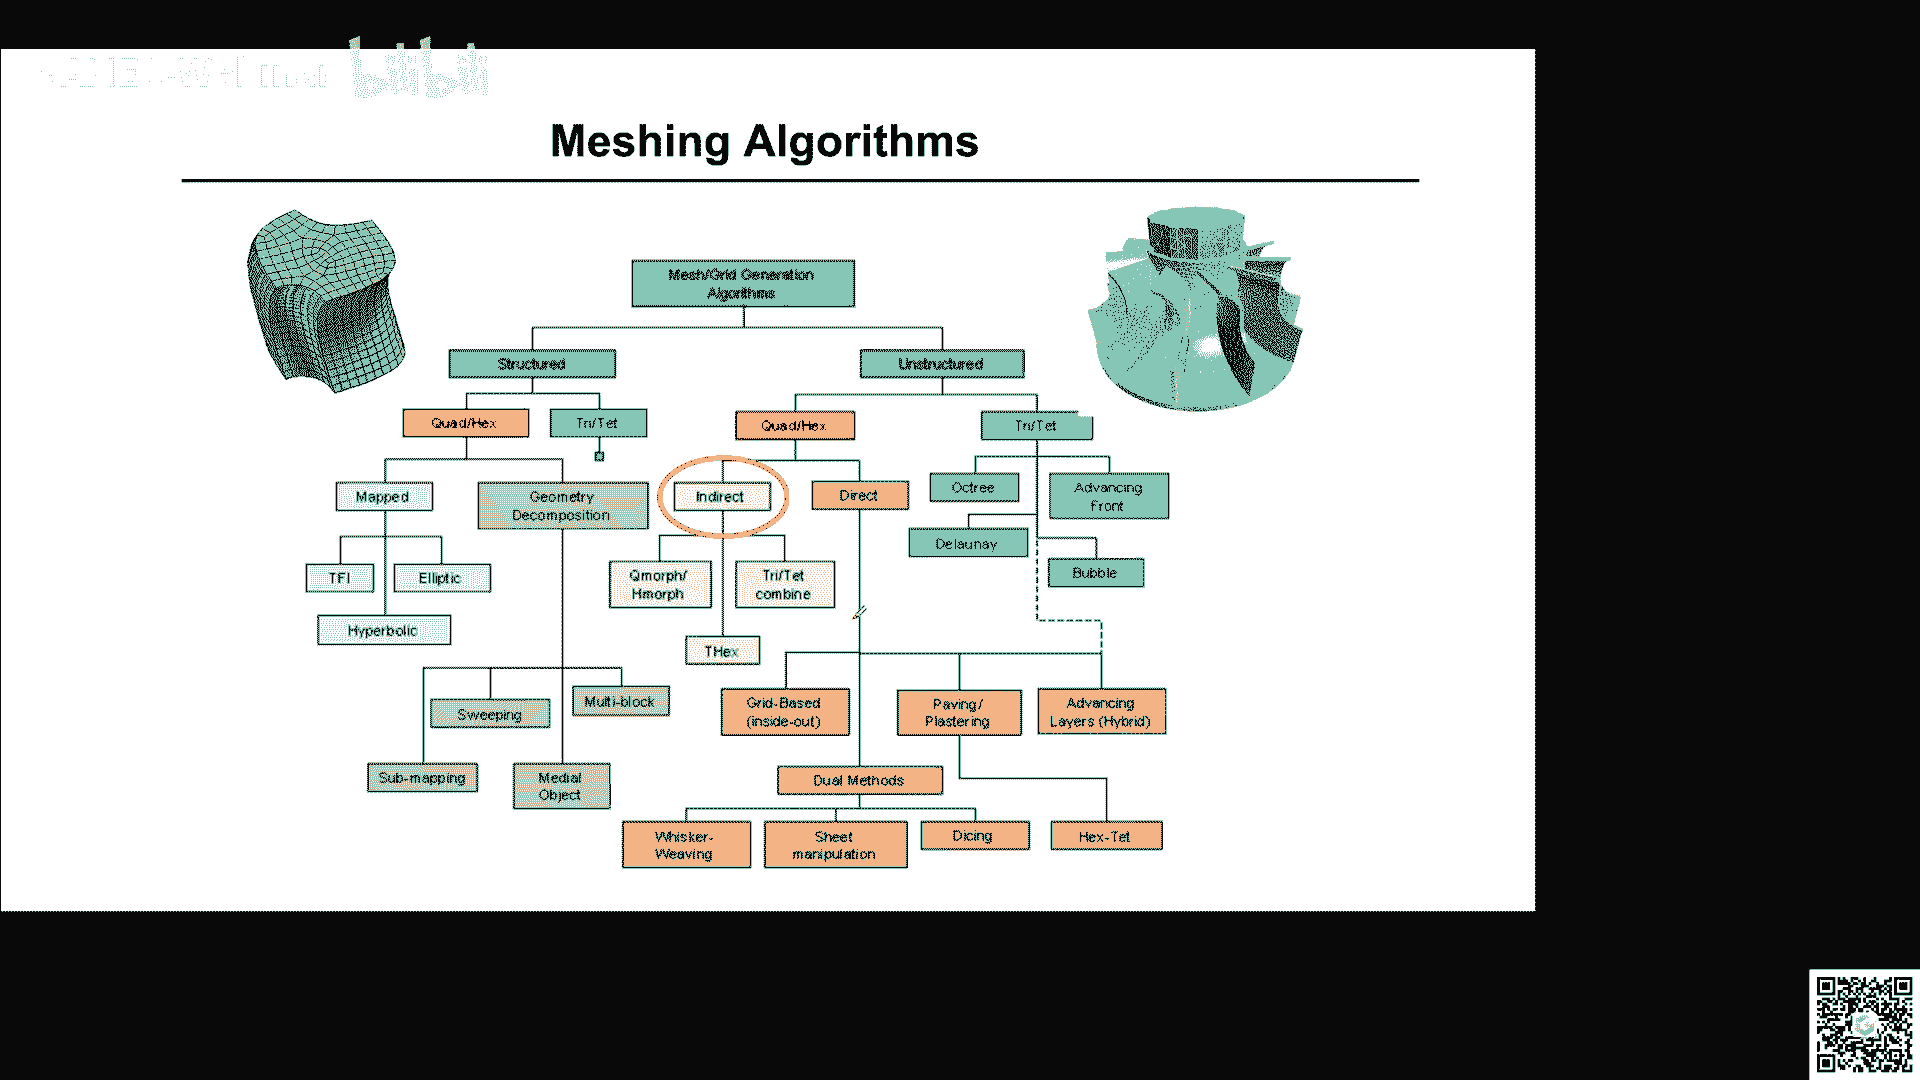 bilibili
Meshing Algorithms
Mesh/Grid Generation
Algorithms
Structured
Unstructured
Quad/Hex
Tri/Tet
Quad/Hex
Tri/Tet
Mapped
Geometry
Decomposition
Indirect
Direct
Octree
Advancing
Front
Delaunay
Bubble
TFI
Elliptic
Hyperbolic
Qmorph/
Hmorph
Tri/Tet
combine
THex
Sweeping
Multi-block
Sub-mapping
Medial
Object
Grid-Based
(inside-out)
Paving/
Plastering
Advancing
Layers (Hybrid)
Dual Methods
Whisker-
Weaving
Sheet
manipulation
Dicing
Hex-Tet